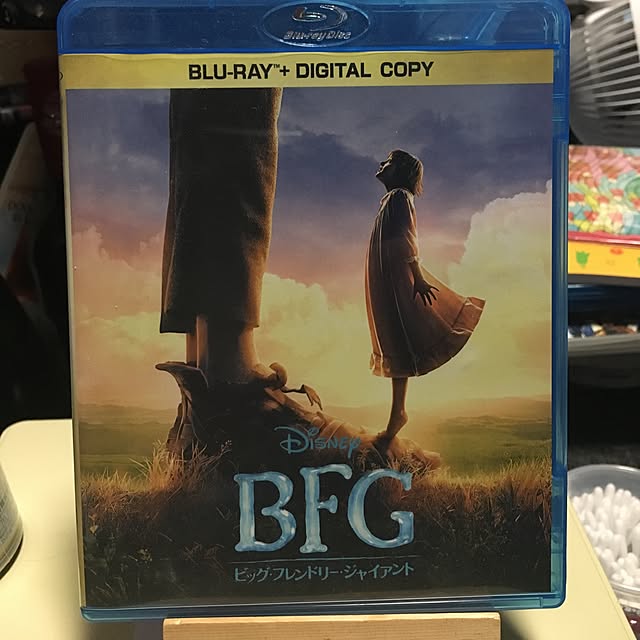 Blu-ray Disc
BLU-RAY™+ DIGITAL COPY
Disney
BFG
ビッグ・フレンドリー・ジャイアント